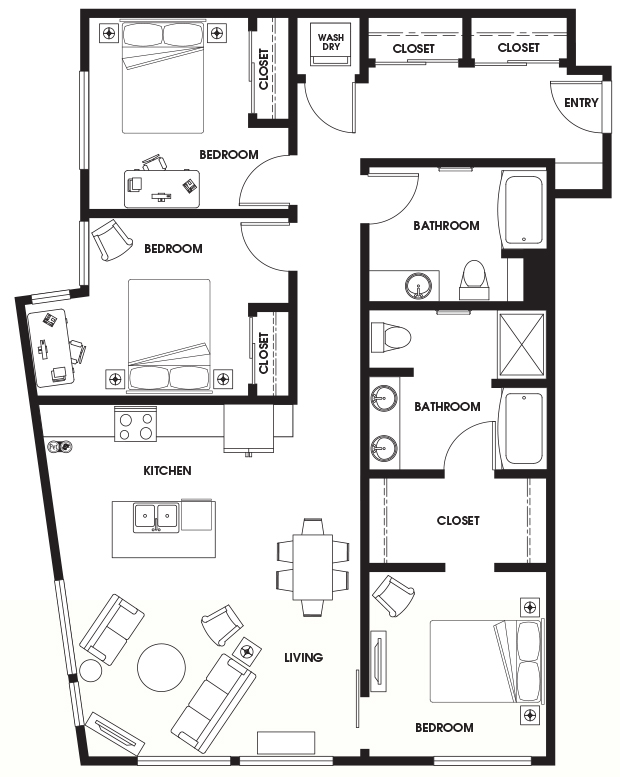 WASH
DRY
CLOSET
CLOSET
CLOSET
ENTRY
BEDROOM
BATHROOM
BEDROOM
CLOSET
BATHROOM
KITCHEN
CLOSET
LIVING
BEDROOM